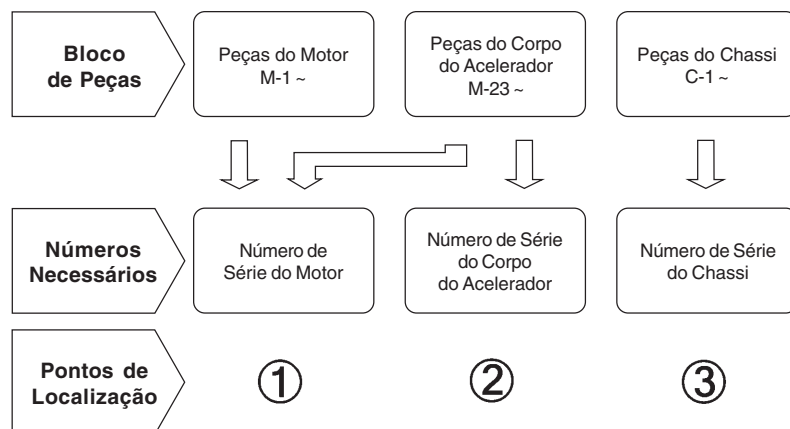 Bloco
de Peças
Peças do Motor
M-1 ~
Peças do Corpo
do Acelerador
M-23 ~
Peças do Chassi
C-1 ~
Números
Necessários
Número de
Série do Motor
Número de Série
do Corpo
do Acelerador
Número de Série
do Chassi
Pontos de
Localização
①
②
③